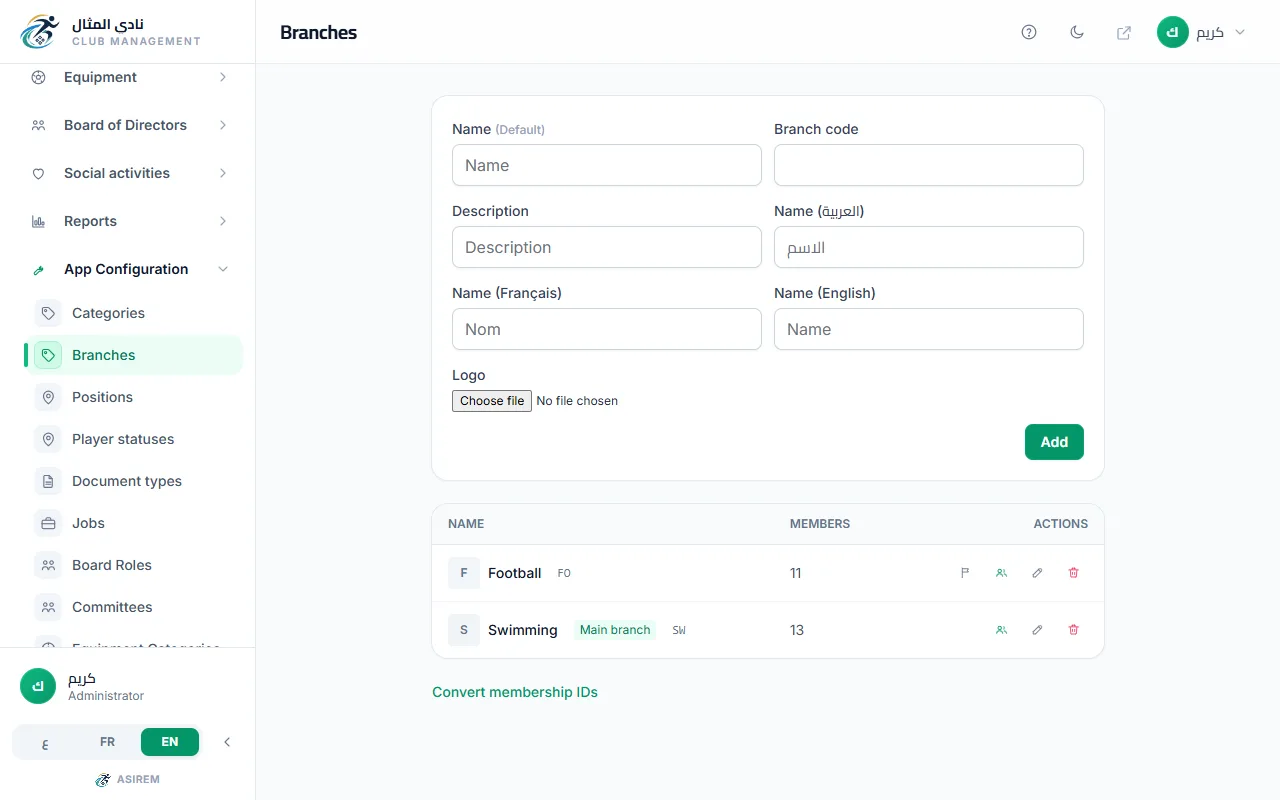 نادي المثال
CLUB MANAGEMENT
Branches
كريم
Equipment
Board of Directors
Social activities
Reports
App Configuration
Categories
Branches
Positions
Player statuses
Document types
Jobs
Board Roles
Committees
Equipment Categories
ك كريم
Administrator
ع FR EN
ASIREM
ك
Name (Default)
Branch code
Name
Description
Name (العربية)
Description
الاسم
Name (Français)
Name (English)
Nom
Name
Logo
Choose file No file chosen
Add
NAME MEMBERS ACTIONS
F Football FO 11
S Swimming Main branch SW 13
Convert membership IDs